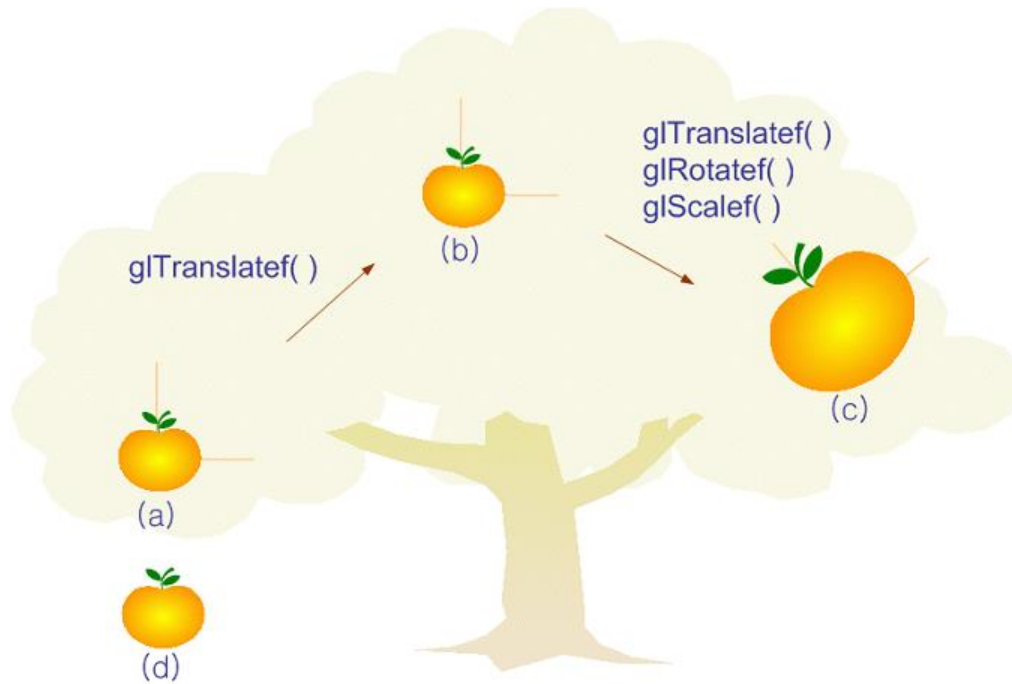 glTranslatef( )
glRotatef( )
glScalef( )
(b)
glTranslatef( )
(c)
(a)
(d)